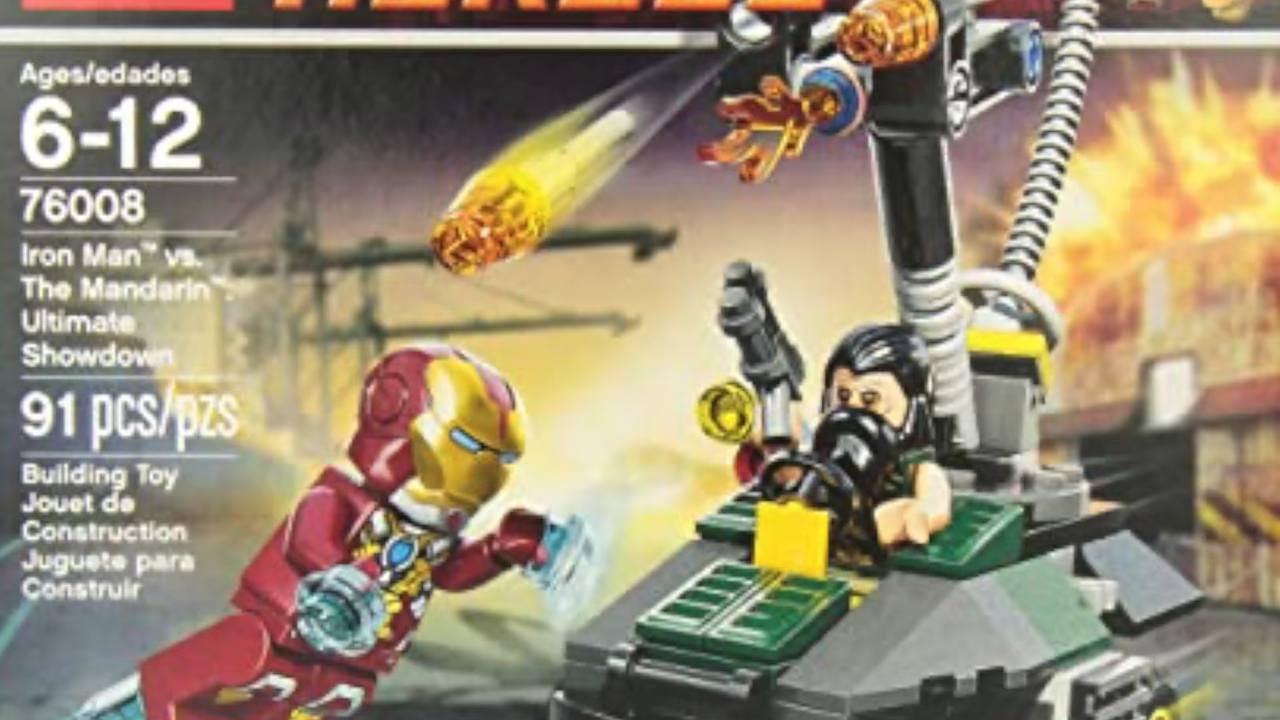 HEROES
Ages/edades
6-12
76008
Iron Man™ vs.
The Mandarin™:
Ultimate
Showdown
91 pcs/pzs
Building Toy
Jouet de
Construction
Juguete para
Construir